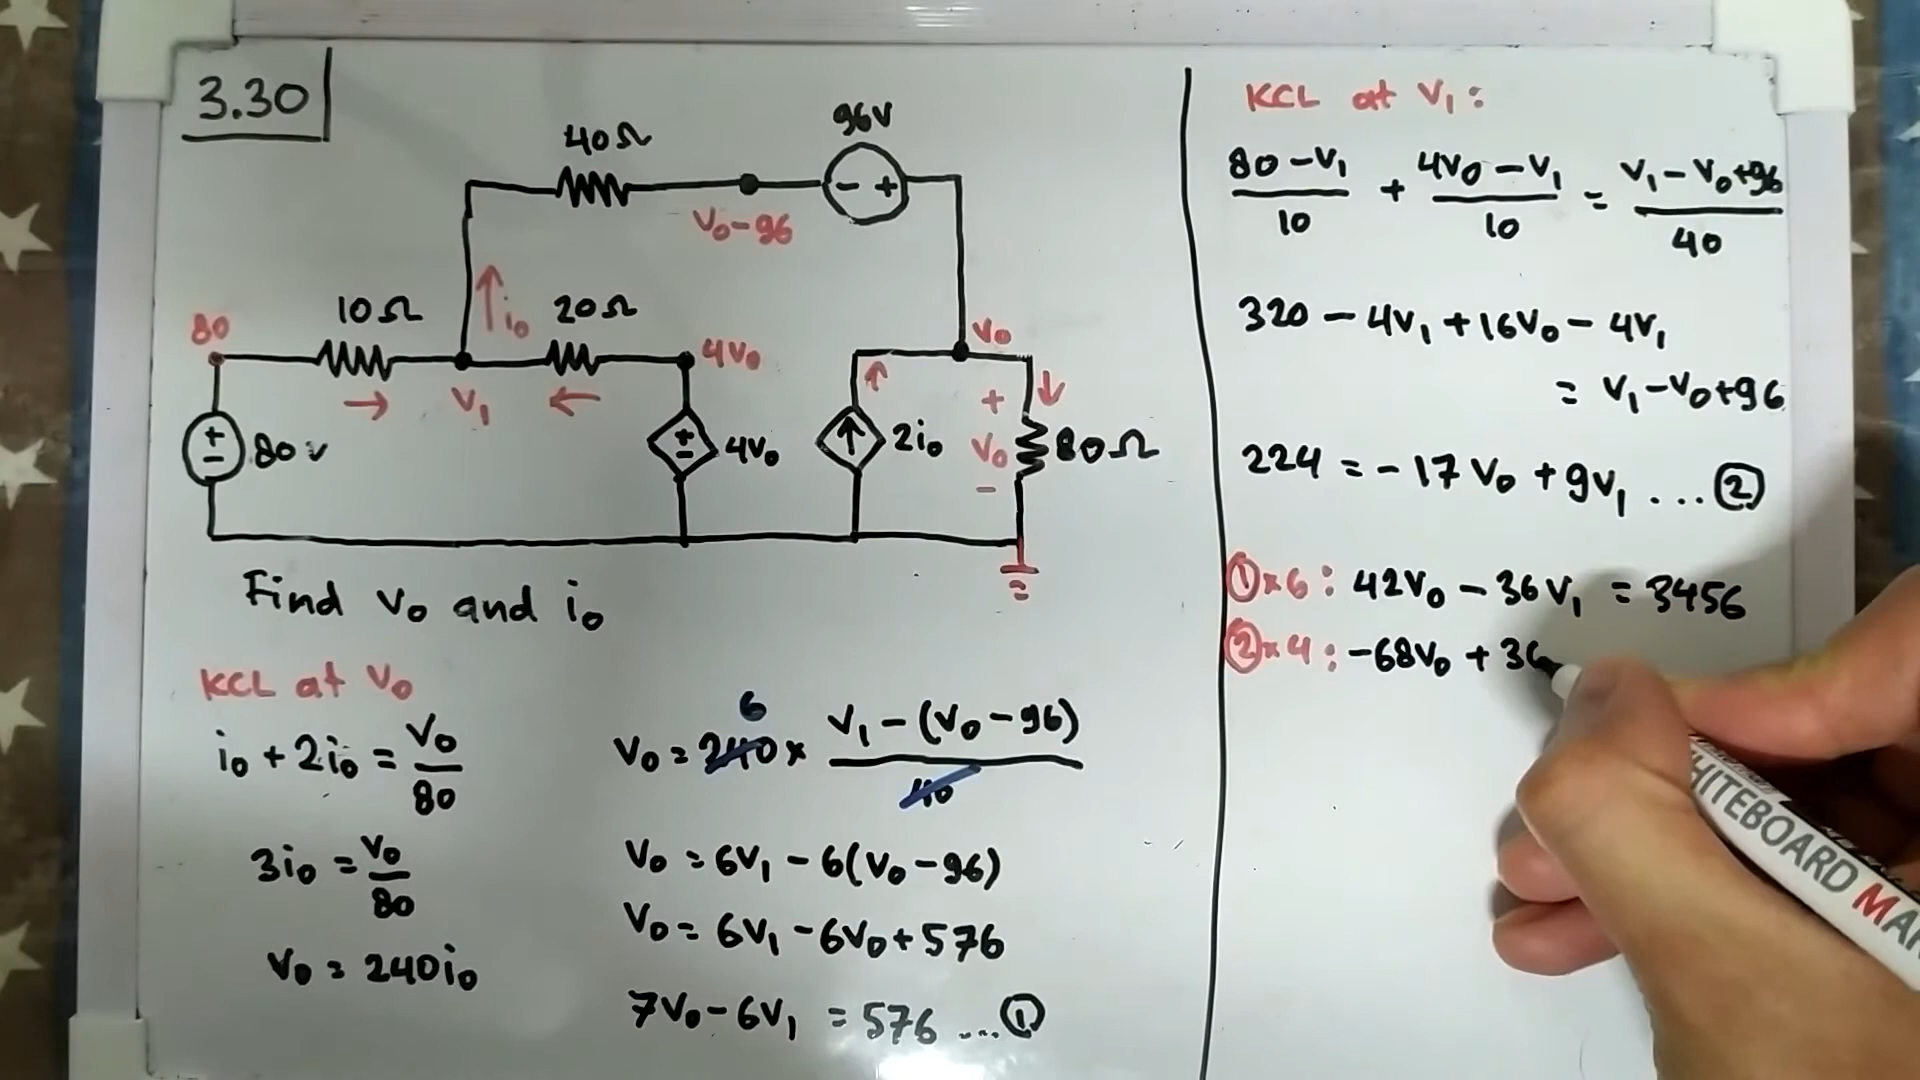 3.30
40Ω
96V
- +
V₀-96
80
10Ω
i₀
20Ω
V₁
4V₀
V₀
+
-
80V
+
-
4V₀
2i₀
+
V₀
-
80Ω
Find V₀ and i₀
KCL at V₀
i₀ + 2i₀ = V₀/80
3i₀ = V₀/80
V₀ = 240i₀
6
V₀ = 240 × V₁ - (V₀ - 96)/40
V₀ = 6V₁ - 6(V₀ - 96)
V₀ = 6V₁ - 6V₀ + 576
7V₀ - 6V₁ = 576 .... ①
KCL at V₁ :
80 - V₁/10 + 4V₀ - V₁/10 = V₁ - V₀ + 96/40
320 - 4V₁ + 16V₀ - 4V₁
= V₁ - V₀ + 96
224 = - 17V₀ + 9V₁ ... ②
①×6 : 42V₀ - 36V₁ = 3456
②×4 : -68V₀ + 36
WHITEBOARD MA